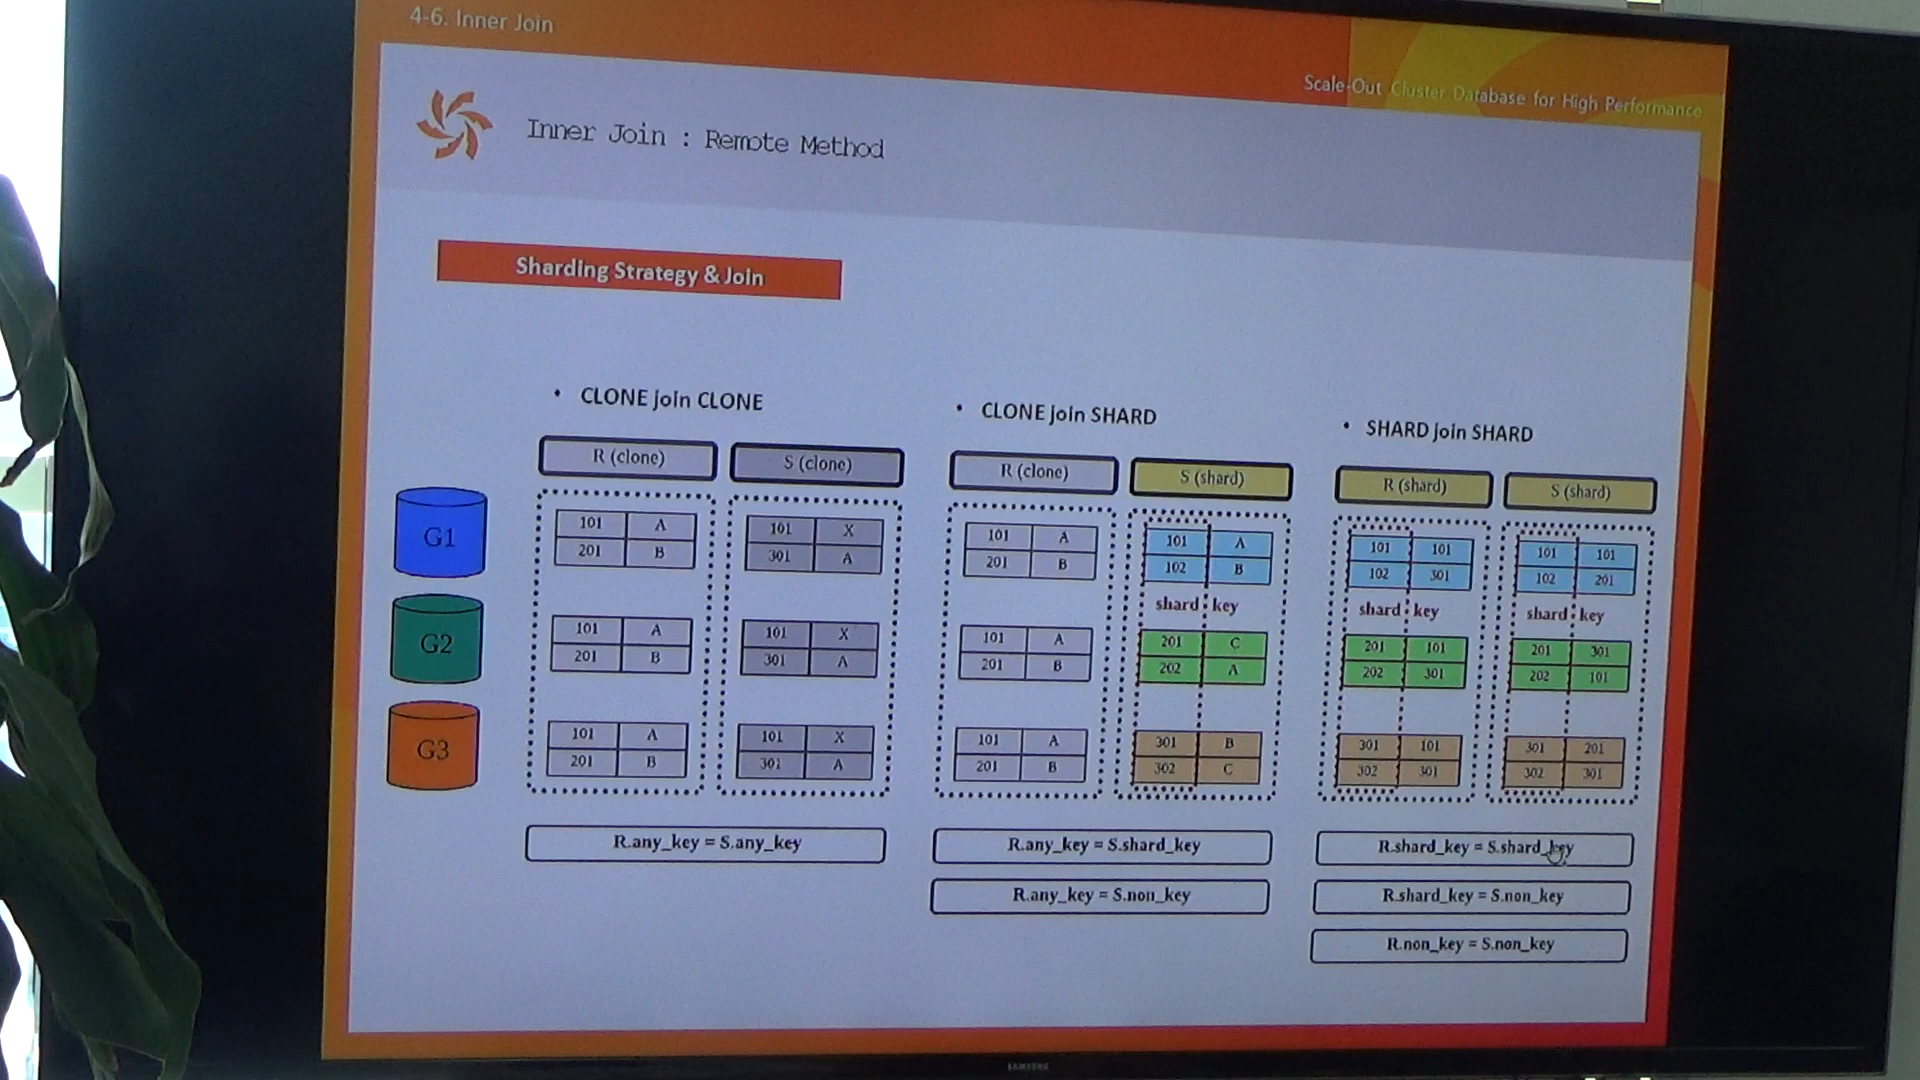 4-6. Inner Join
Scale-Out Cluster Database for High Performance
Inner Join : Remote Method
Sharding Strategy & Join
• CLONE join CLONE
R (clone) S (clone)
G1
101 A 101 X
201 B 301 A
G2
101 A 101 X
201 B 301 A
G3
101 A 101 X
201 B 301 A
R.any_key = S.any_key
• CLONE join SHARD
R (clone) S (shard)
101 A 101 A
201 B 102 B
shard key
101 A 201 C
201 B 202 A
101 A 301 B
201 B 302 C
R.any_key = S.shard_key
R.any_key = S.non_key
• SHARD join SHARD
R (shard) S (shard)
101 101 101 101
102 301 102 201
shard key shard key
201 101 201 301
202 301 202 101
301 101 301 201
302 301 302 301
R.shard_key = S.shard_key
R.shard_key = S.non_key
R.non_key = S.non_key
SAMSUNG